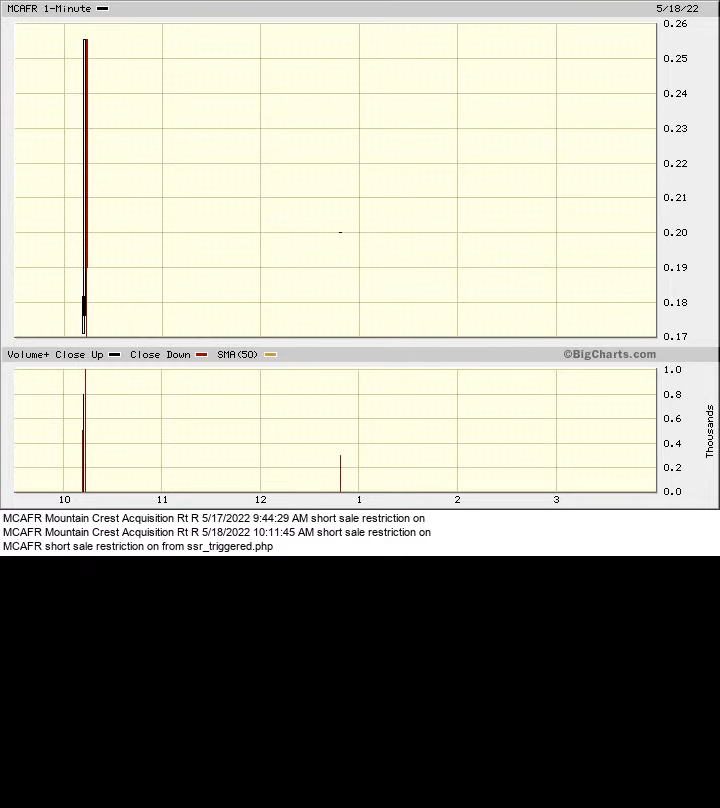 MCAFR 1-Minute 5/18/22
0.26
0.25
0.24
0.23
0.22
0.21
0.20
0.19
0.18
0.17
Volume+ Close Up Close Down SMA(50) ©BigCharts.com
1.0
0.8
0.6
0.4
0.2
0.0
Thousands
10 11 12 1 2 3
MCAFR Mountain Crest Acquisition Rt R 5/17/2022 9:44:29 AM short sale restriction on
MCAFR Mountain Crest Acquisition Rt R 5/18/2022 10:11:45 AM short sale restriction on
MCAFR short sale restriction on from ssr_triggered.php